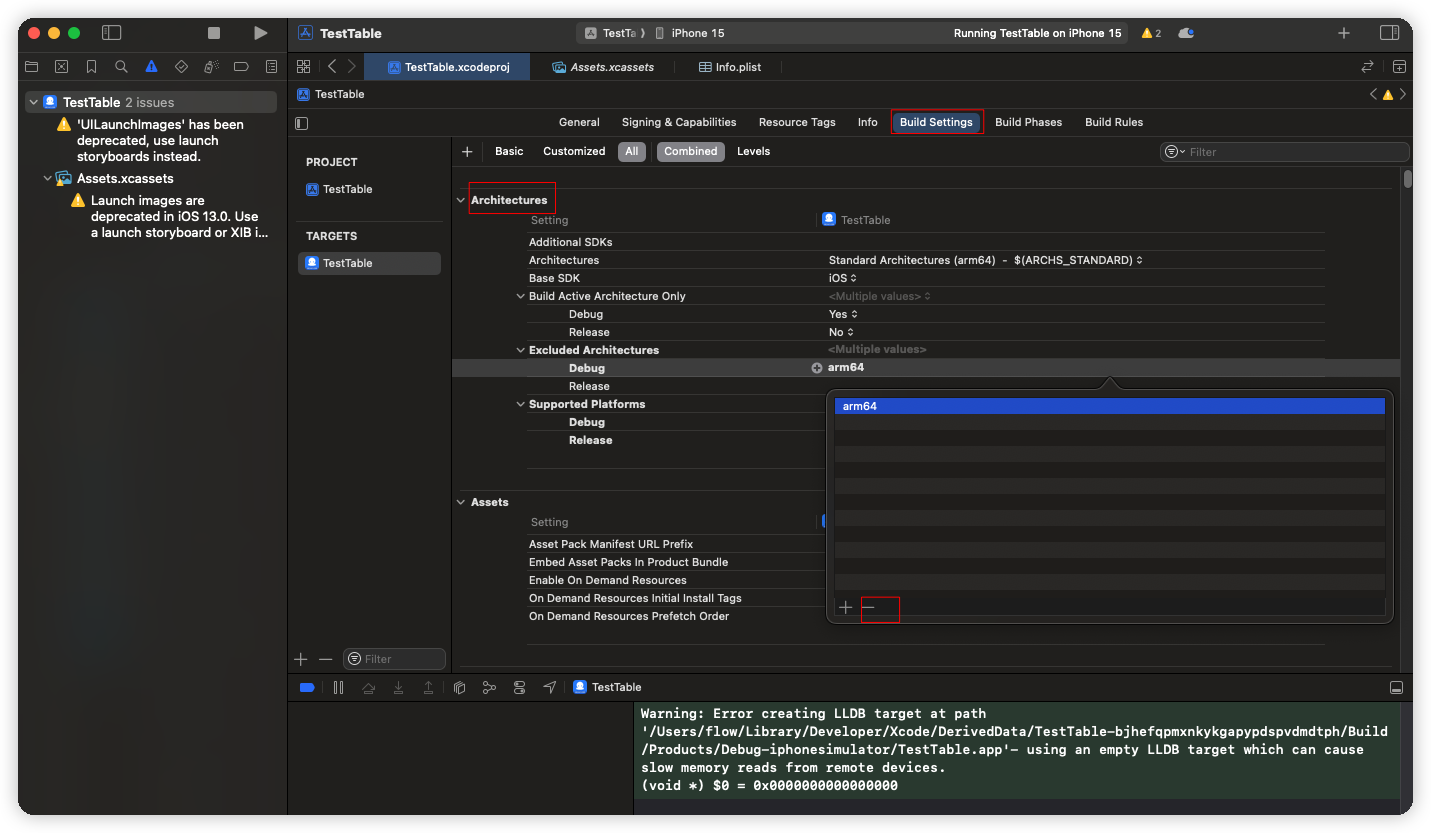 TestTable
TestTa
iPhone 15
Running TestTable on iPhone 15
2
TestTable.xcodeproj
Assets.xcassets
Info.plist
TestTable 2 issues
'UILaunchImages' has been
deprecated, use launch
storyboards instead.
Assets.xcassets
Launch images are
deprecated in iOS 13.0. Use
a launch storyboard or XIB i...
TestTable
General
Signing & Capabilities
Resource Tags
Info
Build Settings
Build Phases
Build Rules
PROJECT
TestTable
TARGETS
TestTable
Filter
Basic
Customized
All
Combined
Levels
Filter
Architectures
Setting
TestTable
Additional SDKs
Architectures
Standard Architectures (arm64) - $(ARCHS_STANDARD)
Base SDK
iOS
Build Active Architecture Only
<Multiple values>
Debug
Yes
Release
No
Excluded Architectures
<Multiple values>
Debug
arm64
Release
Supported Platforms
Debug
Release
arm64
Assets
Setting
Asset Pack Manifest URL Prefix
Embed Asset Packs In Product Bundle
Enable On Demand Resources
On Demand Resources Initial Install Tags
On Demand Resources Prefetch Order
TestTable
Warning: Error creating LLDB target at path
'/Users/flow/Library/Developer/Xcode/DerivedData/TestTable-bjhefqpmxnkykgapypdspvdmdtph/Build
/Products/Debug-iphonesimulator/TestTable.app'- using an empty LLDB target which can cause
slow memory reads from remote devices.
(void *) $0 = 0x0000000000000000